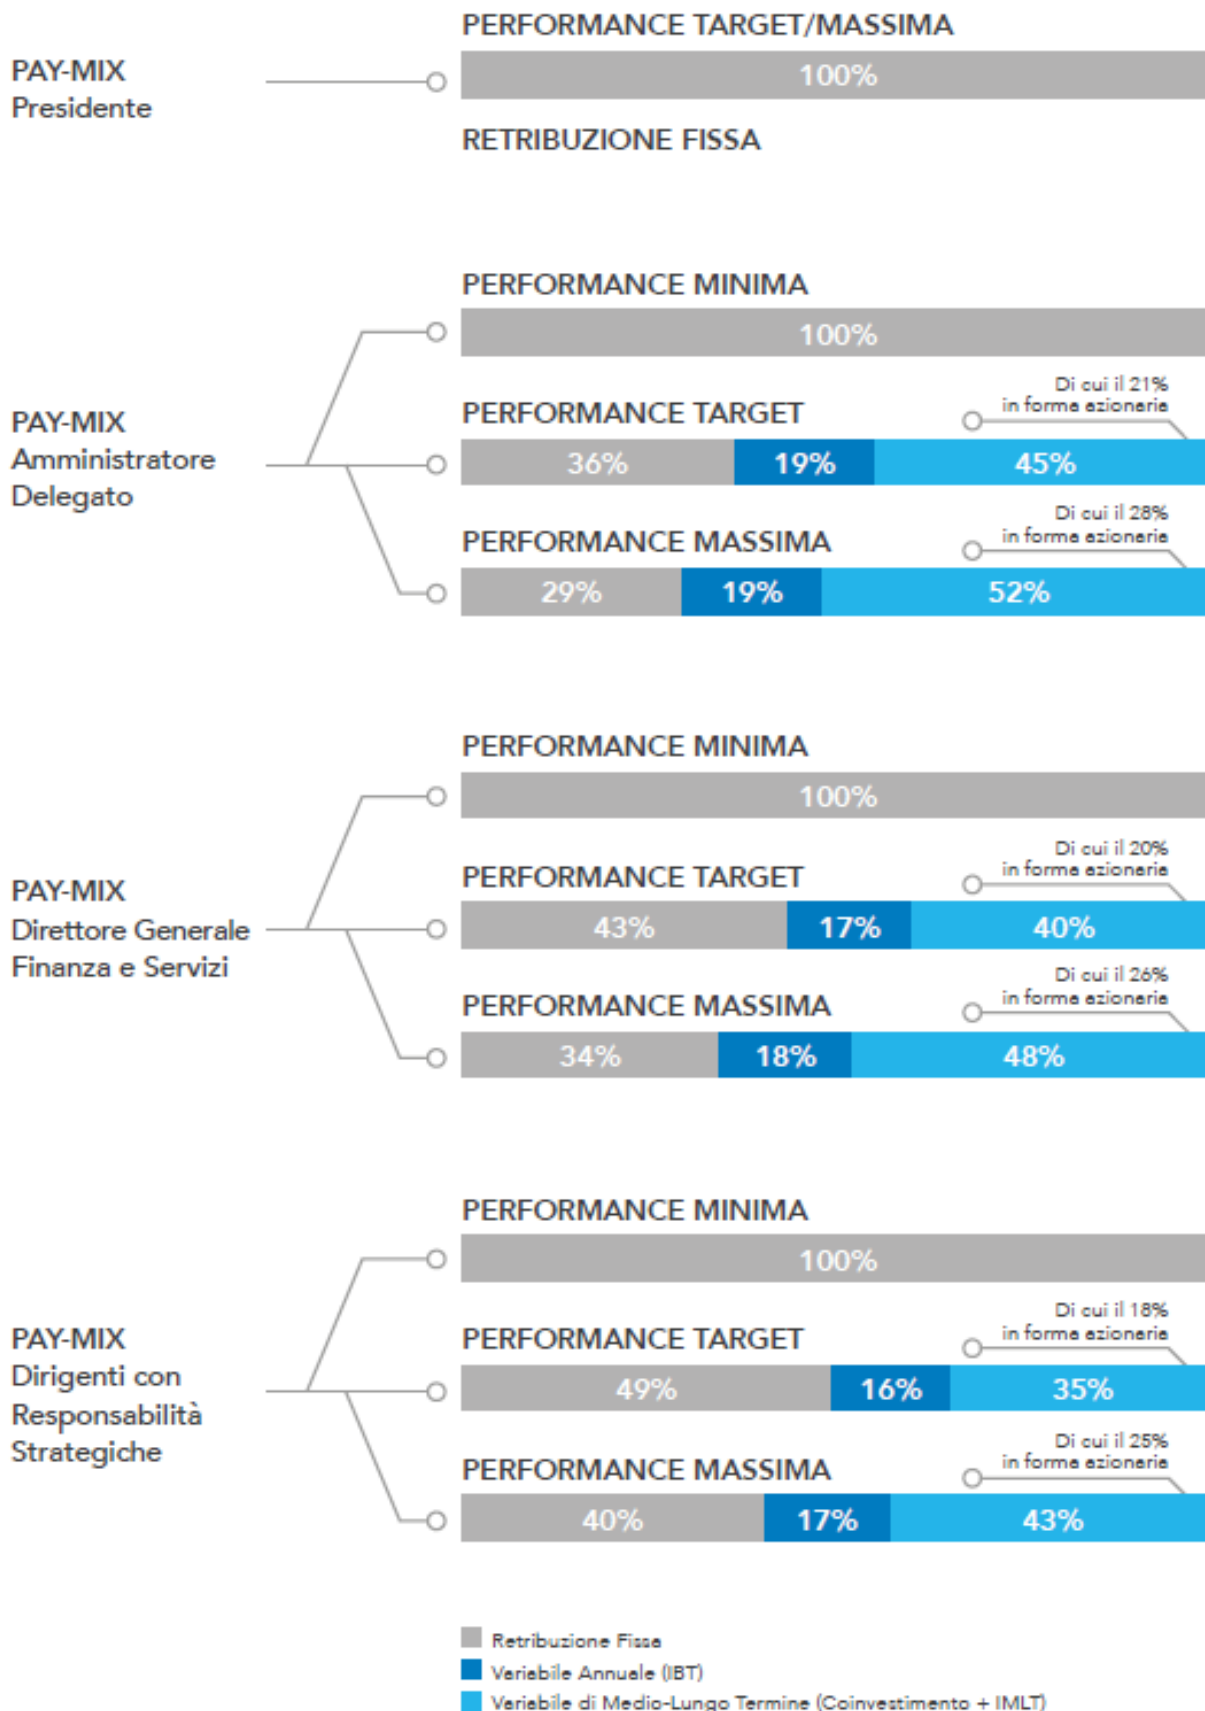 PERFORMANCE TARGET/MASSIMA
PAY-MIX
Presidente
100%
RETRIBUZIONE FISSA
PERFORMANCE MINIMA
100%
PAY-MIX
Amministratore
Delegato
PERFORMANCE TARGET
Di cui il 21%
in forma azionaria
36% 19% 45%
PERFORMANCE MASSIMA
Di cui il 28%
in forma azionaria
29% 19% 52%
PERFORMANCE MINIMA
100%
PAY-MIX
Direttore Generale
Finanza e Servizi
PERFORMANCE TARGET
Di cui il 20%
in forma azionaria
43% 17% 40%
PERFORMANCE MASSIMA
Di cui il 26%
in forma azionaria
34% 18% 48%
PERFORMANCE MINIMA
100%
PAY-MIX
Dirigenti con
Responsabilità
Strategiche
PERFORMANCE TARGET
Di cui il 18%
in forma azionaria
49% 16% 35%
PERFORMANCE MASSIMA
Di cui il 25%
in forma azionaria
40% 17% 43%
Retribuzione Fissa
Variabile Annuale (IBT)
Variabile di Medio-Lungo Termine (Coinvestimento + IMLT)